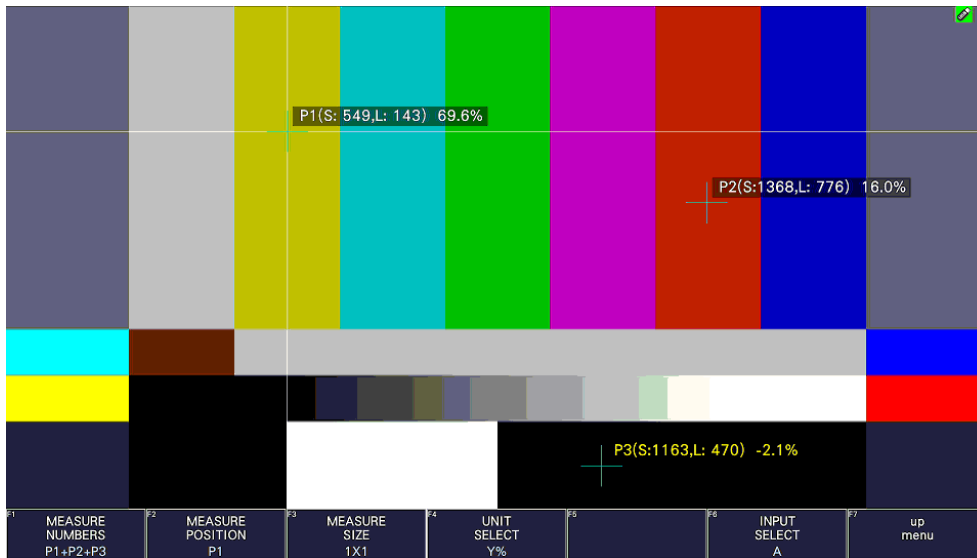 P1(S: 549,L: 143) 69.6%
P2(S:1368,L: 776) 16.0%
P3(S:1163,L: 470) -2.1%
F1 MEASURE NUMBERS P1+P2+P3
F2 MEASURE POSITION P1
F3 MEASURE SIZE 1X1
F4 UNIT SELECT Y%
F5
F6 INPUT SELECT A
F7 up menu